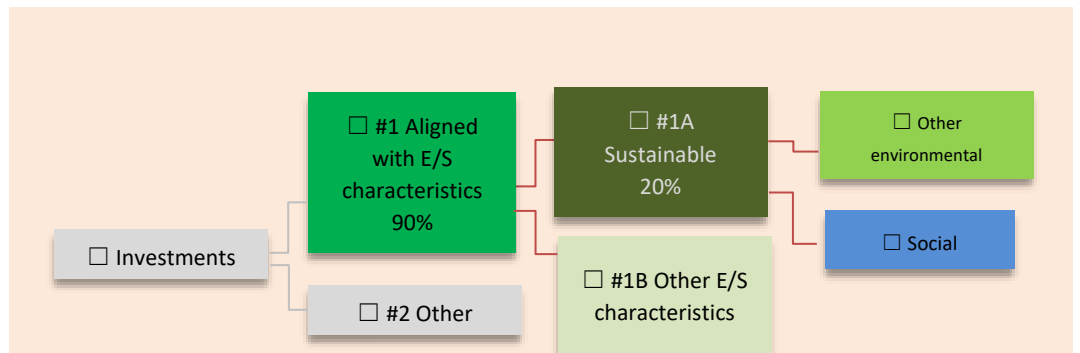 ☐ Investments
☐ #1 Aligned
with E/S
characteristics
90%
☐ #2 Other
☐ #1A
Sustainable
20%
☐ #1B Other E/S
characteristics
☐ Other
environmental
☐ Social